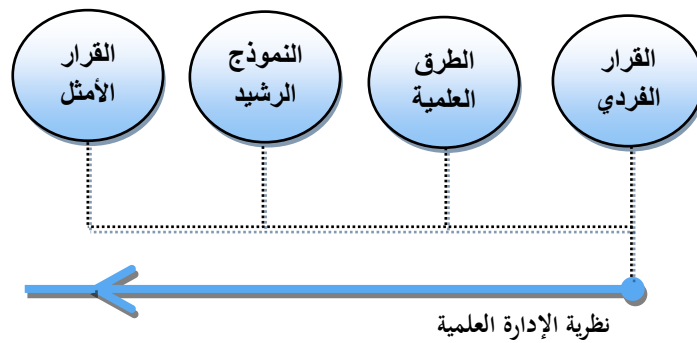 القرار
الفردي
الطرق
العلمية
النموذج
الرشيد
القرار
الأمثل
نظرية الإدارة العلمية